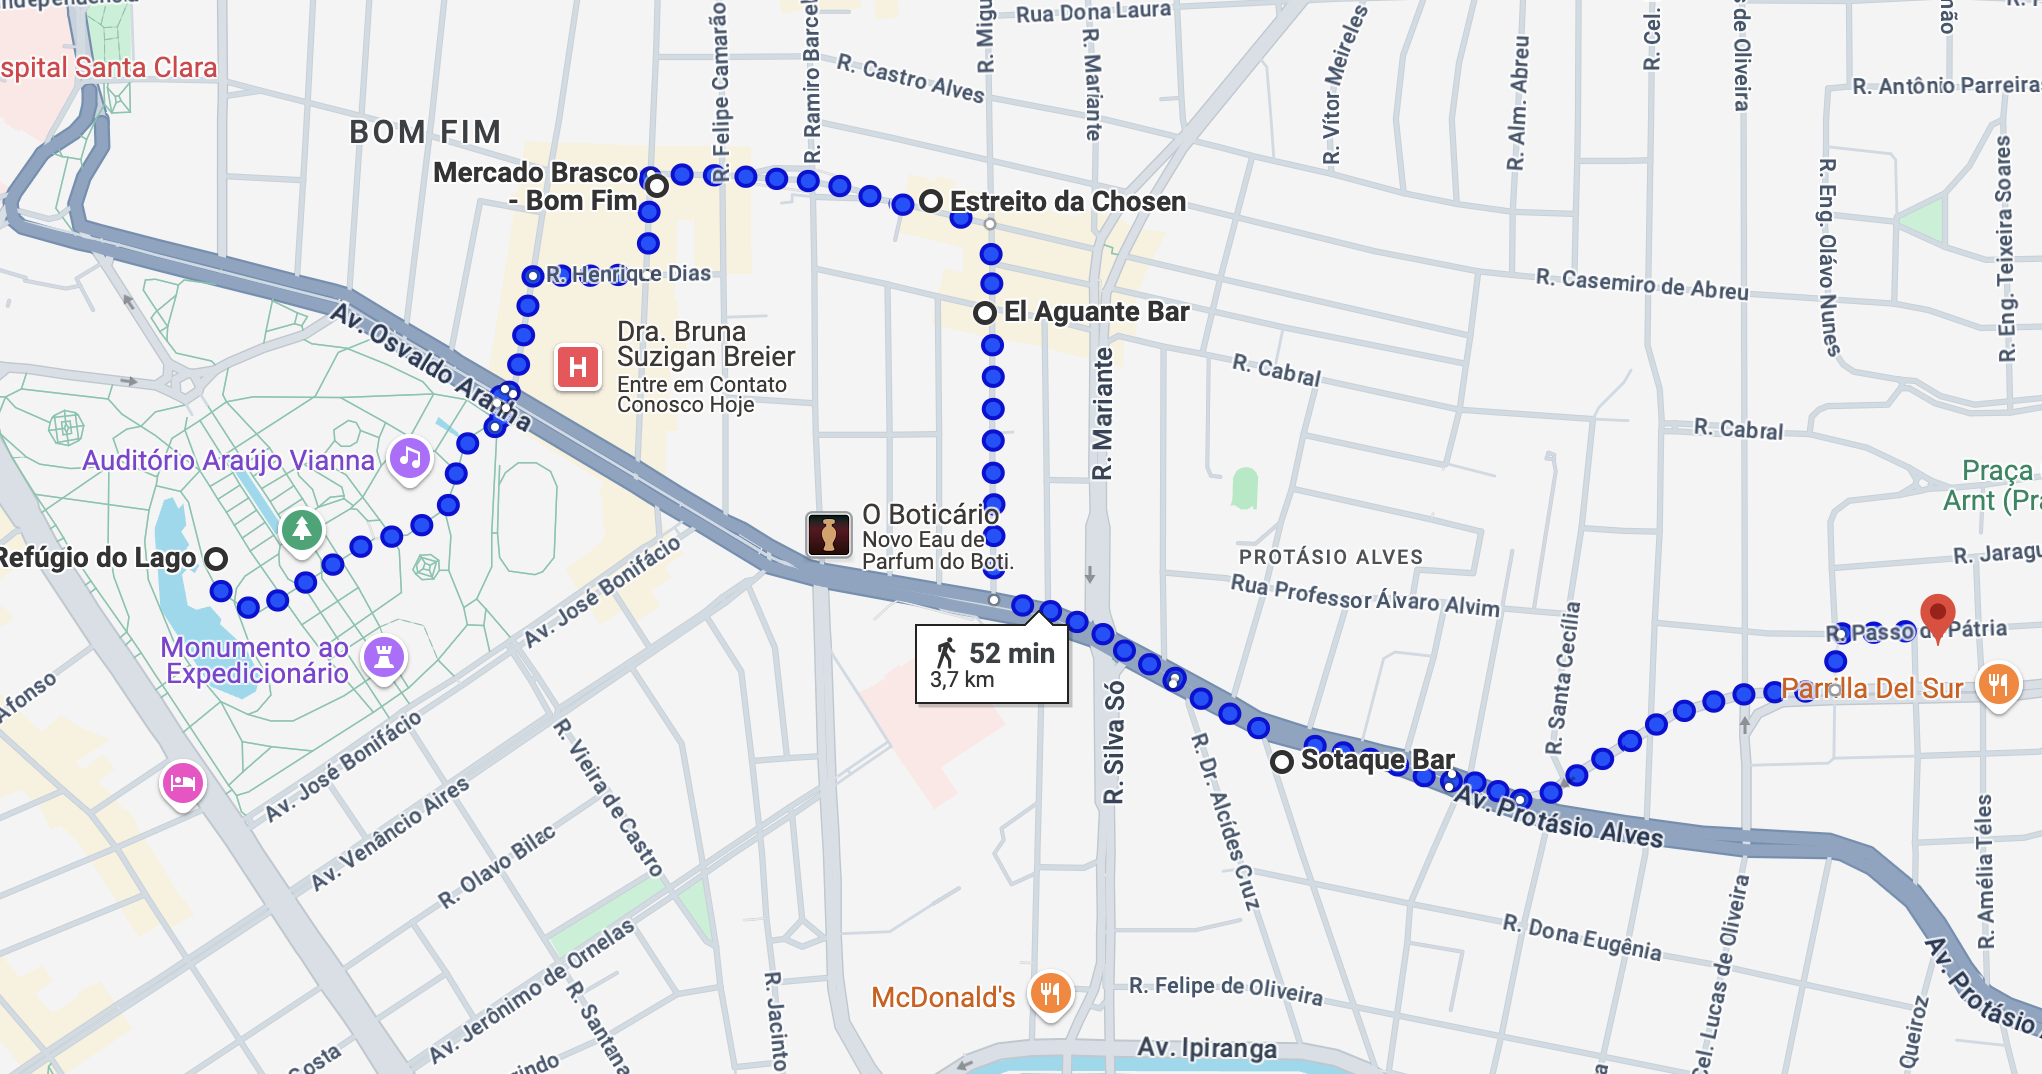 Independência
Rua Dona Laura
R. Felipe Camarão
R. Ramiro Barcel
R. Migu
R. Mariante
R. Castro Alves
R. Vítor Meireles
R. Alm. Abreu
R. Cel.
s de Oliveira
R. Antônio Parreiras
spital Santa Clara
BOM FIM
Mercado Brasco
- Bom Fim
Estreito da Chosen
R. Eng. Olávo Nunes
R. Eng. Teixeira Soares
R. Henrique Dias
R. Casemiro de Abreu
El Aguante Bar
Av. Osvaldo Aranha
H
Dra. Bruna
Suzigan Breier
Entre em Contato
Conosco Hoje
R. Mariante
R. Cabral
R. Cabral
Auditório Araújo Vianna
Praça
Arnt (Pra
O Boticário
Novo Eau de
Parfum do Boti.
Refúgio do Lago
Av. José Bonifácio
PROTÁSIO ALVES
R. Jaragu
Rua Professor Álvaro Alvim
R. Santa Cecília
R. Passo da Pátria
Monumento ao
Expedicionário
52 min
3,7 km
Afonso
Parrilla Del Sur
R. Silva Só
Sotaque Bar
R. Dr. Alcídes Cruz
Av. Protásio Alves
Av. José Bonifácio
R. Vieira de Castro
Av. Venâncio Aires
R. Olavo Bilac
R. Amélia Téles
R. Dona Eugênia
Cel. Lucas de Oliveira
Av. Protásio
Av. Jerônimo de Ornelas
R. Santana
R. Jacinto
McDonald's
R. Felipe de Oliveira
Queiroz
Av. Ipiranga
Costa
indo